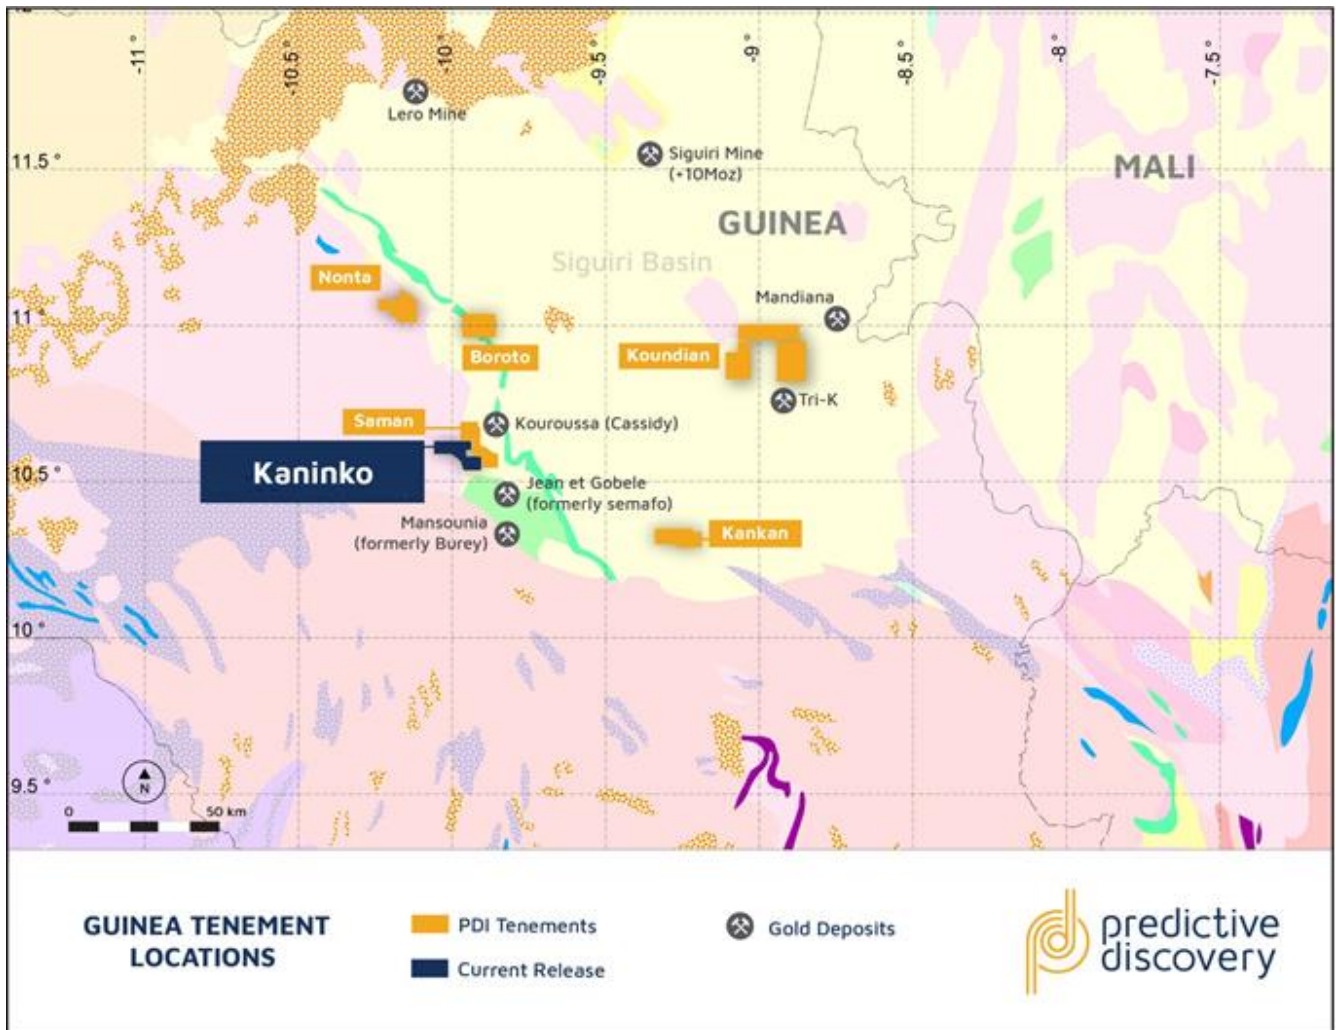 12°
-11°
-10.5°
-10°
-9.5°
-9°
-8.5°
-8°
-7.5°
Lero Mine
11.5°
Siguiri Mine
(+10Moz)
MALI
GUINEA
Siguiri Basin
Nonta
Mandiana
11°
Boroto
Koundian
Tri-K
Saman
Kouroussa (Cassidy)
Kaninko
10.5°
Jean et Gobele
(formerly semafo)
Mansounia
(formerly Burey)
Kankan
10°
9.5°
N
0 50 km
GUINEA TENEMENT
LOCATIONS
PDI Tenements
Current Release
Gold Deposits
predictive
discovery